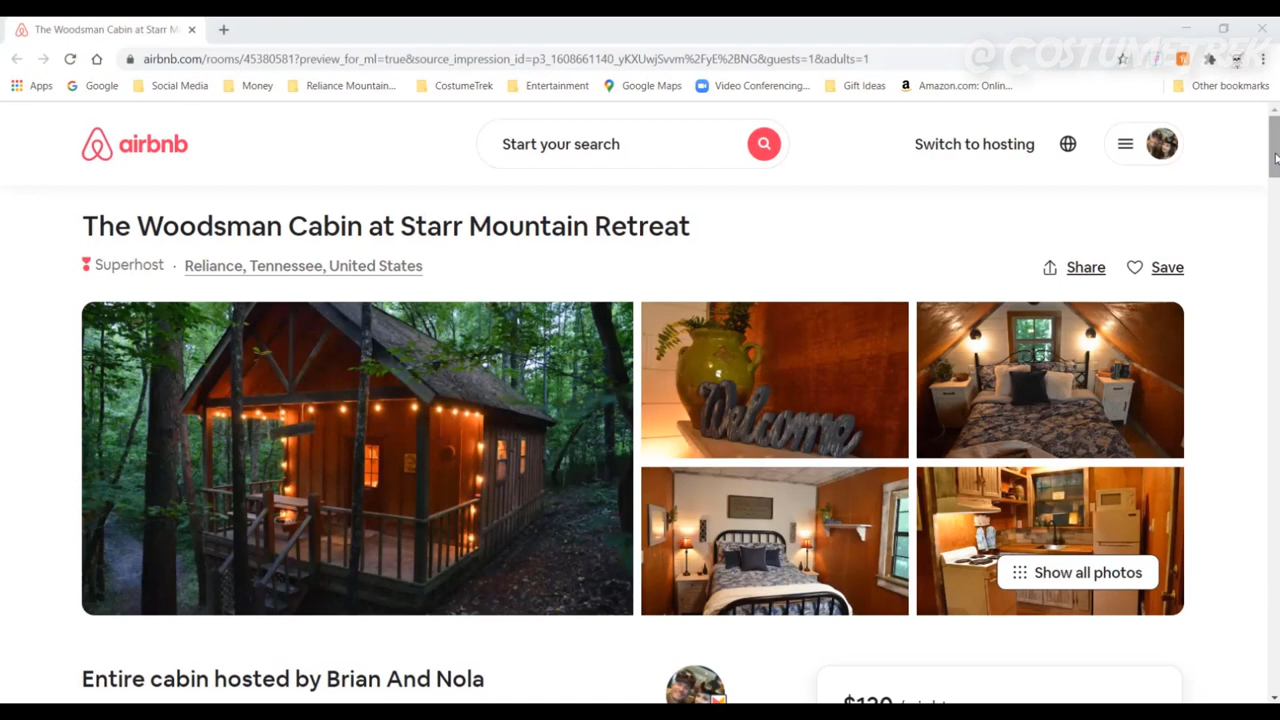 The Woodsman Cabin at Starr M
@COSTUMETREK
airbnb.com/rooms/45380581?preview_for_ml=true&source_impression_id=p3_1608661140_yKXUwjSvvm%2FyE%2BNG&guests=1&adults=1
Apps Google Social Media Money Reliance Mountain... CostumeTrek Entertainment Google Maps Video Conferencing... Gift Ideas Amazon.com: Onlin... Other bookmarks
airbnb Start your search Switch to hosting
The Woodsman Cabin at Starr Mountain Retreat
Superhost · Reliance, Tennessee, United States Share Save
Welcome
Show all photos
Entire cabin hosted by Brian And Nola
$130 /night